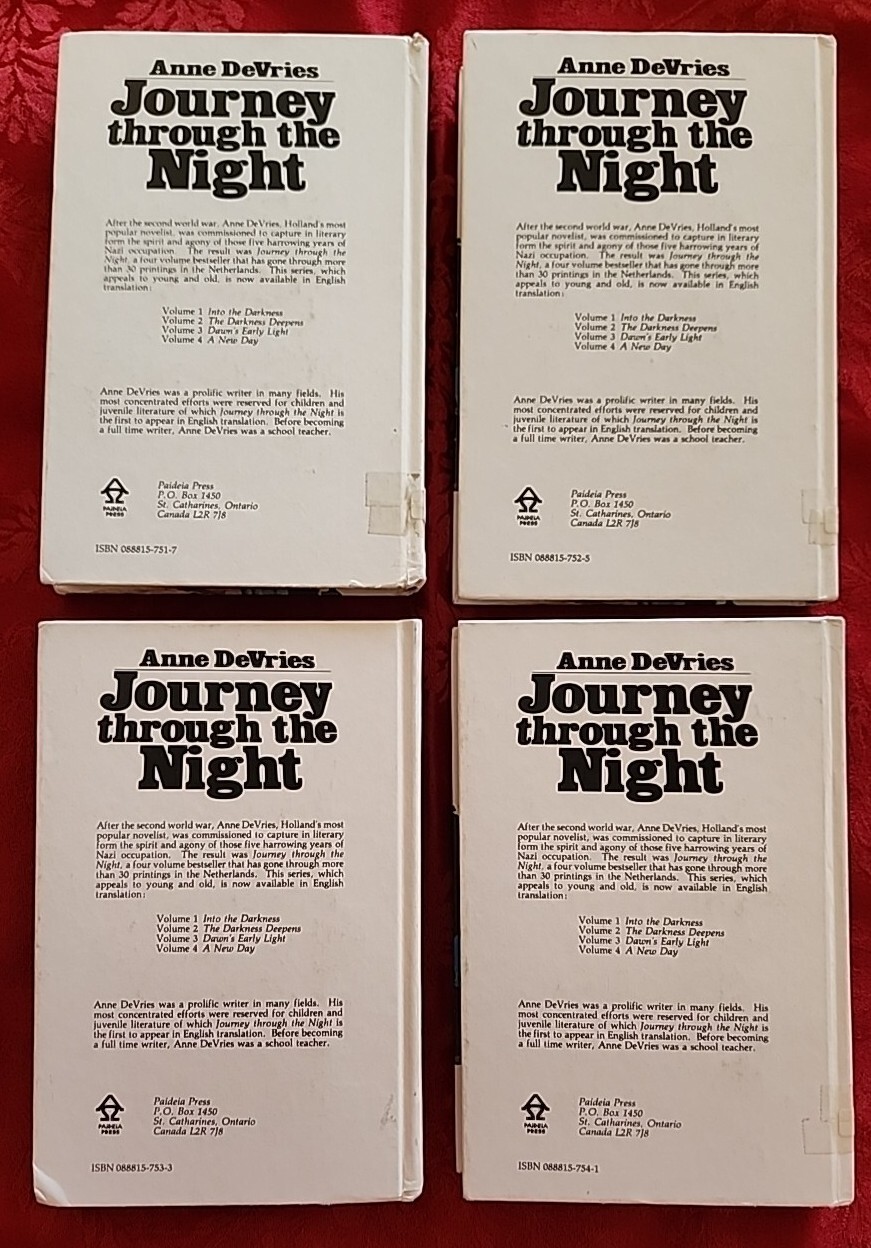 Anne DeVries
Journey
through the
Night
After the second world war, Anne DeVries, Holland's most
popular novelist, was commissioned to capture in literary
form the spirit and agony of those five harrowing years of
Nazi occupation. The result was Journey through the
Night, a four volume bestseller that has gone through more
than 30 printings in the Netherlands. This series, which
appeals to young and old, is now available in English
translation:
Volume 1 Into the Darkness
Volume 2 The Darkness Deepens
Volume 3 Dawn's Early Light
Volume 4 A New Day
Anne DeVries was a prolific writer in many fields. His
most concentrated efforts were reserved for children and
juvenile literature of which Journey through the Night is
the first to appear in English translation. Before becoming
a full time writer, Anne DeVries was a school teacher.
PAIDEIA
PRESS
Paideia Press
P.O. Box 1450
St. Catharines, Ontario
Canada L2R 7J8
ISBN 088815-751-7
Anne DeVries
Journey
through the
Night
After the second world war, Anne DeVries, Holland's most
popular novelist, was commissioned to capture in literary
form the spirit and agony of those five harrowing years of
Nazi occupation. The result was Journey through the
Night, a four volume bestseller that has gone through more
than 30 printings in the Netherlands. This series, which
appeals to young and old, is now available in English
translation:
Volume 1 Into the Darkness
Volume 2 The Darkness Deepens
Volume 3 Dawn's Early Light
Volume 4 A New Day
Anne DeVries was a prolific writer in many fields. His
most concentrated efforts were reserved for children and
juvenile literature of which Journey through the Night is
the first to appear in English translation. Before becoming
a full time writer, Anne DeVries was a school teacher.
PAIDEIA
PRESS
Paideia Press
P.O. Box 1450
St. Catharines, Ontario
Canada L2R 7J8
ISBN 088815-752-5
Anne DeVries
Journey
through the
Night
After the second world war, Anne DeVries, Holland's most
popular novelist, was commissioned to capture in literary
form the spirit and agony of those five harrowing years of
Nazi occupation. The result was Journey through the
Night, a four volume bestseller that has gone through more
than 30 printings in the Netherlands. This series, which
appeals to young and old, is now available in English
translation:
Volume 1 Into the Darkness
Volume 2 The Darkness Deepens
Volume 3 Dawn's Early Light
Volume 4 A New Day
Anne DeVries was a prolific writer in many fields. His
most concentrated efforts were reserved for children and
juvenile literature of which Journey through the Night is
the first to appear in English translation. Before becoming
a full time writer, Anne DeVries was a school teacher.
PAIDEIA
PRESS
Paideia Press
P.O. Box 1450
St. Catharines, Ontario
Canada L2R 7J8
ISBN 088815-753-3
Anne DeVries
Journey
through the
Night
After the second world war, Anne DeVries, Holland's most
popular novelist, was commissioned to capture in literary
form the spirit and agony of those five harrowing years of
Nazi occupation. The result was Journey through the
Night, a four volume bestseller that has gone through more
than 30 printings in the Netherlands. This series, which
appeals to young and old, is now available in English
translation:
Volume 1 Into the Darkness
Volume 2 The Darkness Deepens
Volume 3 Dawn's Early Light
Volume 4 A New Day
Anne DeVries was a prolific writer in many fields. His
most concentrated efforts were reserved for children and
juvenile literature of which Journey through the Night is
the first to appear in English translation. Before becoming
a full time writer, Anne DeVries was a school teacher.
PAIDEIA
PRESS
Paideia Press
P.O. Box 1450
St. Catharines, Ontario
Canada L2R 7J8
ISBN 088815-754-1